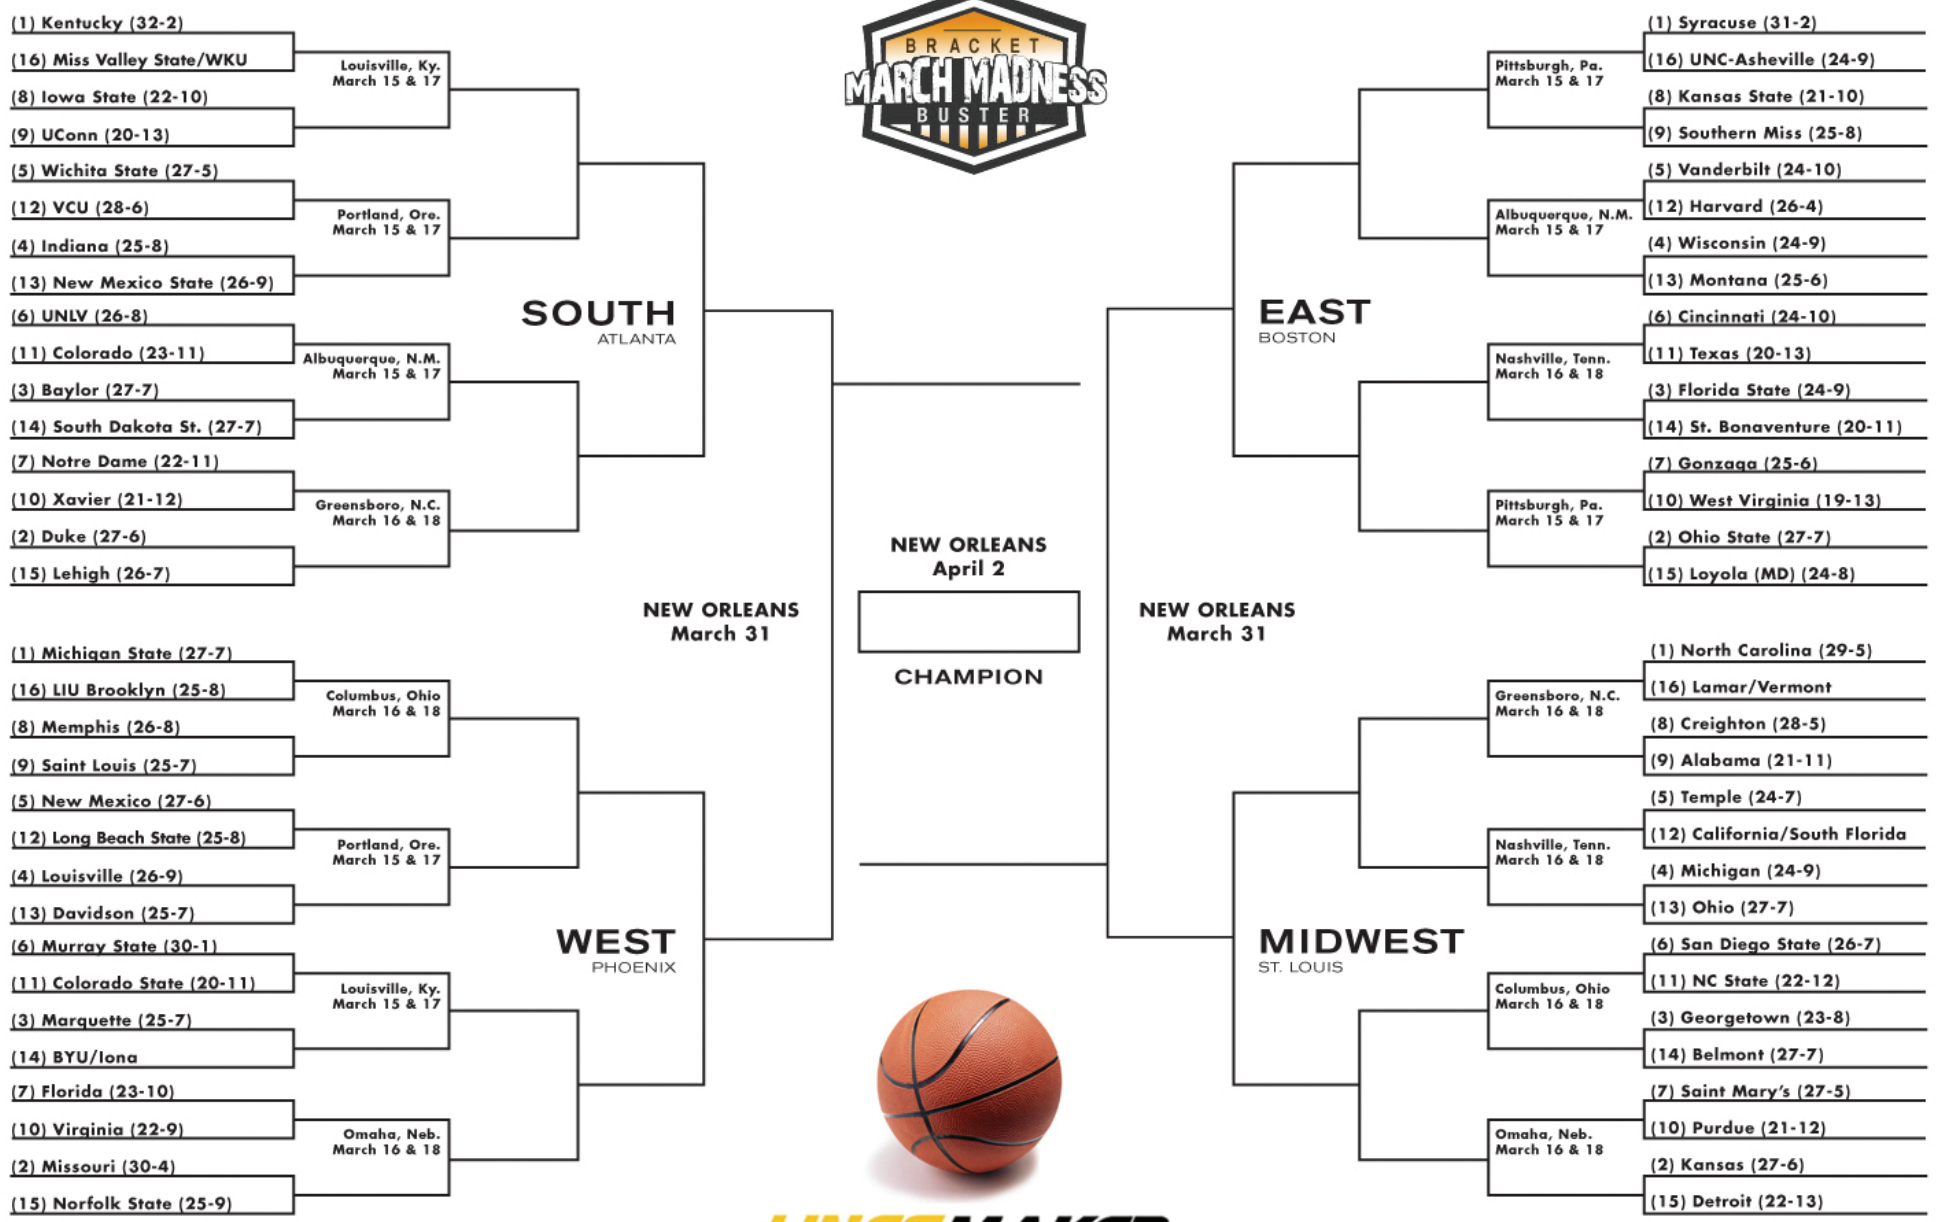 BRACKET
MARCH MADNESS
BUSTER
(1) Kentucky (32-2)
(16) Miss Valley State/WKU
Louisville, Ky.
March 15 & 17
(8) Iowa State (22-10)
(9) UConn (20-13)
(5) Wichita State (27-5)
(12) VCU (28-6)
Portland, Ore.
March 15 & 17
(4) Indiana (25-8)
(13) New Mexico State (26-9)
SOUTH
ATLANTA
(6) UNLV (26-8)
(11) Colorado (23-11)
Albuquerque, N.M.
March 15 & 17
(3) Baylor (27-7)
(14) South Dakota St. (27-7)
(7) Notre Dame (22-11)
(10) Xavier (21-12)
Greensboro, N.C.
March 16 & 18
(2) Duke (27-6)
(15) Lehigh (26-7)
NEW ORLEANS
March 31
(1) Michigan State (27-7)
(16) LIU Brooklyn (25-8)
Columbus, Ohio
March 16 & 18
(8) Memphis (26-8)
(9) Saint Louis (25-7)
(5) New Mexico (27-6)
(12) Long Beach State (25-8)
Portland, Ore.
March 15 & 17
(4) Louisville (26-9)
(13) Davidson (25-7)
WEST
PHOENIX
(6) Murray State (30-1)
(11) Colorado State (20-11)
Louisville, Ky.
March 15 & 17
(3) Marquette (25-7)
(14) BYU/Iona
(7) Florida (23-10)
(10) Virginia (22-9)
Omaha, Neb.
March 16 & 18
(2) Missouri (30-4)
(15) Norfolk State (25-9)
NEW ORLEANS
April 2
CHAMPION
(1) Syracuse (31-2)
(16) UNC-Asheville (24-9)
Pittsburgh, Pa.
March 15 & 17
(8) Kansas State (21-10)
(9) Southern Miss (25-8)
(5) Vanderbilt (24-10)
(12) Harvard (26-4)
Albuquerque, N.M.
March 15 & 17
(4) Wisconsin (24-9)
(13) Montana (25-6)
EAST
BOSTON
(6) Cincinnati (24-10)
(11) Texas (20-13)
Nashville, Tenn.
March 16 & 18
(3) Florida State (24-9)
(14) St. Bonaventure (20-11)
(7) Gonzaga (25-6)
(10) West Virginia (19-13)
Pittsburgh, Pa.
March 15 & 17
(2) Ohio State (27-7)
(15) Loyola (MD) (24-8)
NEW ORLEANS
March 31
(1) North Carolina (29-5)
(16) Lamar/Vermont
Greensboro, N.C.
March 16 & 18
(8) Creighton (28-5)
(9) Alabama (21-11)
(5) Temple (24-7)
(12) California/South Florida
Nashville, Tenn.
March 16 & 18
(4) Michigan (24-9)
(13) Ohio (27-7)
MIDWEST
ST. LOUIS
(6) San Diego State (26-7)
(11) NC State (22-12)
Columbus, Ohio
March 16 & 18
(3) Georgetown (23-8)
(14) Belmont (27-7)
(7) Saint Mary's (27-5)
(10) Purdue (21-12)
Omaha, Neb.
March 16 & 18
(2) Kansas (27-6)
(15) Detroit (22-13)